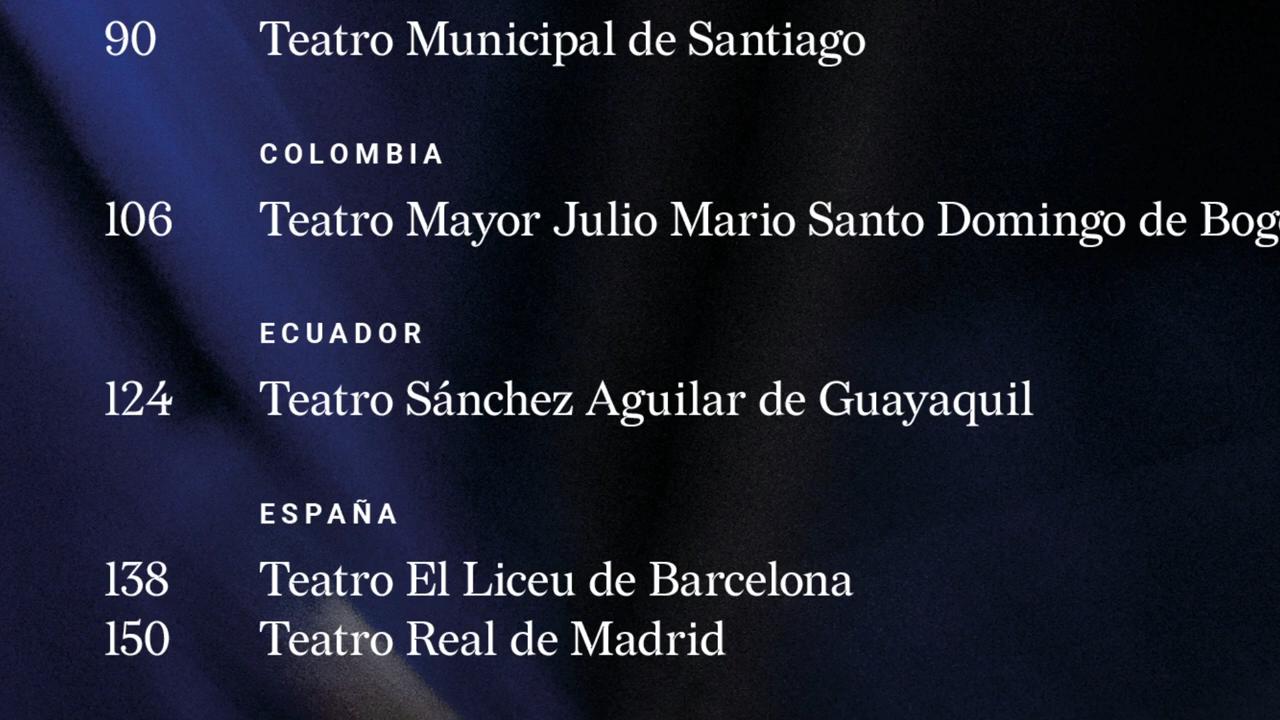 90 Teatro Municipal de Santiago
COLOMBIA
106 Teatro Mayor Julio Mario Santo Domingo de
ECUADOR
124 Teatro Sánchez Aguilar de Guayaquil
ESPAÑA
138 Teatro El Liceu de Barcelona
150 Teatro Real de Madrid